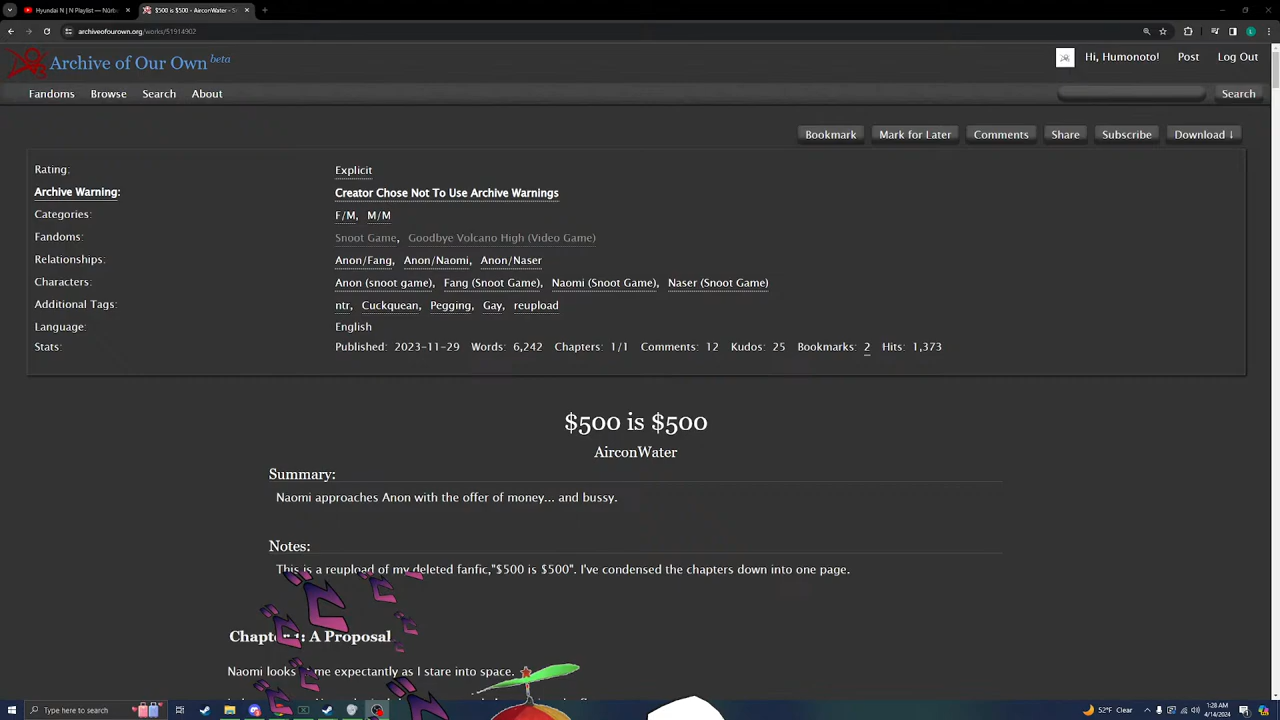 Hyundai N | N Playlist – Nürb
$500 is $500 - AirconWater - S
archiveofourown.org/works/51914902
Archive of Our Own beta
Hi, Humonoto! Post Log Out
Fandoms Browse Search About
Search
Bookmark Mark for Later Comments Share Subscribe Download ↓
Rating: Explicit
Archive Warning: Creator Chose Not To Use Archive Warnings
Categories: F/M, M/M
Fandoms: Snoot Game, Goodbye Volcano High (Video Game)
Relationships: Anon/Fang, Anon/Naomi, Anon/Naser
Characters: Anon (snoot game), Fang (Snoot Game), Naomi (Snoot Game), Naser (Snoot Game)
Additional Tags: ntr, Cuckquean, Pegging, Gay, reupload
Language: English
Stats: Published: 2023-11-29 Words: 6,242 Chapters: 1/1 Comments: 12 Kudos: 25 Bookmarks: 2 Hits: 1,373
$500 is $500
AirconWater
Summary:
Naomi approaches Anon with the offer of money... and bussy.
Notes:
This is a reupload of my deleted fanfic,"$500 is $500". I've condensed the chapters down into one page.
Chapter 1: A Proposal
Naomi looks me expectantly as I stare into space.
Type here to search
52°F Clear
1:28 AM
4/14/2024